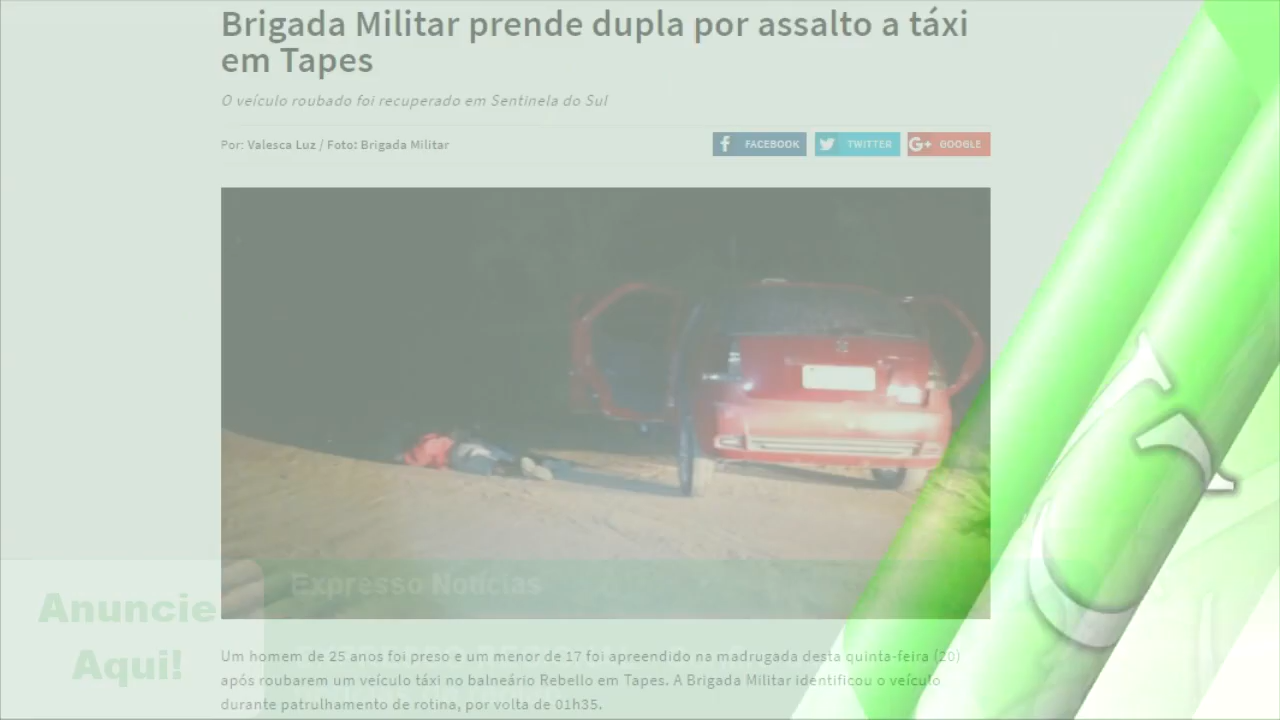 Brigada Militar prende dupla por assalto a táxi
em Tapes
O veículo roubado foi recuperado em Sentinela do Sul
Por: Valesca Luz / Foto: Brigada Militar
FACEBOOK
TWITTER
GOOGLE
Expresso Notícias
Anuncie
Aqui!
Um homem de 25 anos foi preso e um menor de 17 foi apreendido na madrugada desta quinta-feira (20)
após roubarem um veículo táxi no balneário Rebello em Tapes. A Brigada Militar identificou o veículo
durante patrulhamento de rotina, por volta de 01h35.